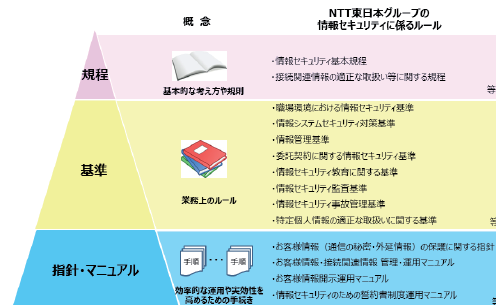 概 念
NTT東日本グループの
情報セキュリティに係るルール
規程
基本的な考え方や規則
・情報セキュリティ基本規程
・接続関連情報の適正な取扱い等に関する規程
等
基準
業務上のルール
・職場環境における情報セキュリティ基準
・情報システムセキュリティ対策基準
・情報管理基準
・委託契約に関する情報セキュリティ基準
・情報セキュリティ教育に関する基準
・情報セキュリティ監査基準
・情報セキュリティ事故管理基準
・特定個人情報の適正な取扱いに関する基準
等
指針・マニュアル
手順 ・・・ 手順
効率的な運用や実効性を
高めるための手続き
・お客様情報（通信の秘密・外延情報）の保護に関する指針
・お客様情報・接続関連情報 管理・運用マニュアル
・お客様情報開示運用マニュアル
・情報セキュリティのための誓約書制度運用マニュアル
等